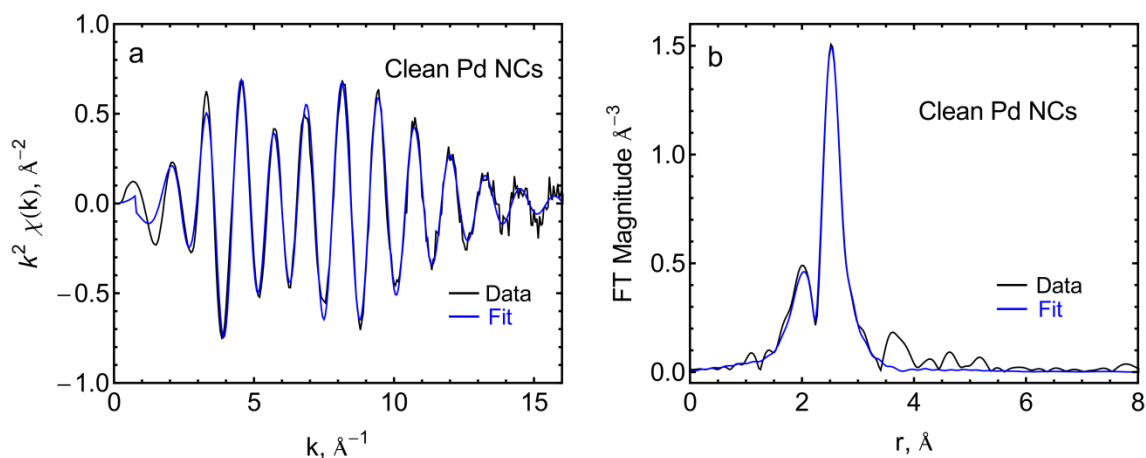 a
Clean Pd NCs
1.0
0.5
0.0
−0.5
−1.0
k² χ(k), Å⁻²
Data
Fit
0 5 10 15
k, Å⁻¹
b
Clean Pd NCs
1.5
1.0
0.5
0.0
FT Magnitude Å⁻³
Data
Fit
0 2 4 6 8
r, Å